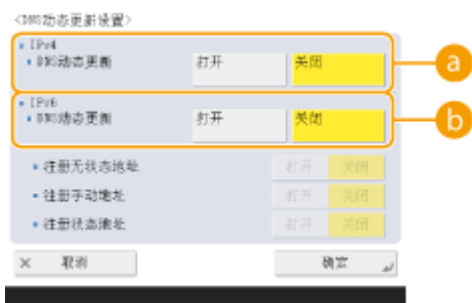 <DNS动态更新设置>
IPv4
DNS动态更新 打开 关闭
a
IPv6
DNS动态更新 打开 关闭
b
注册无状态地址 打开 关闭
注册手动地址 打开 关闭
注册状态地址 打开 关闭
× 取消 确定